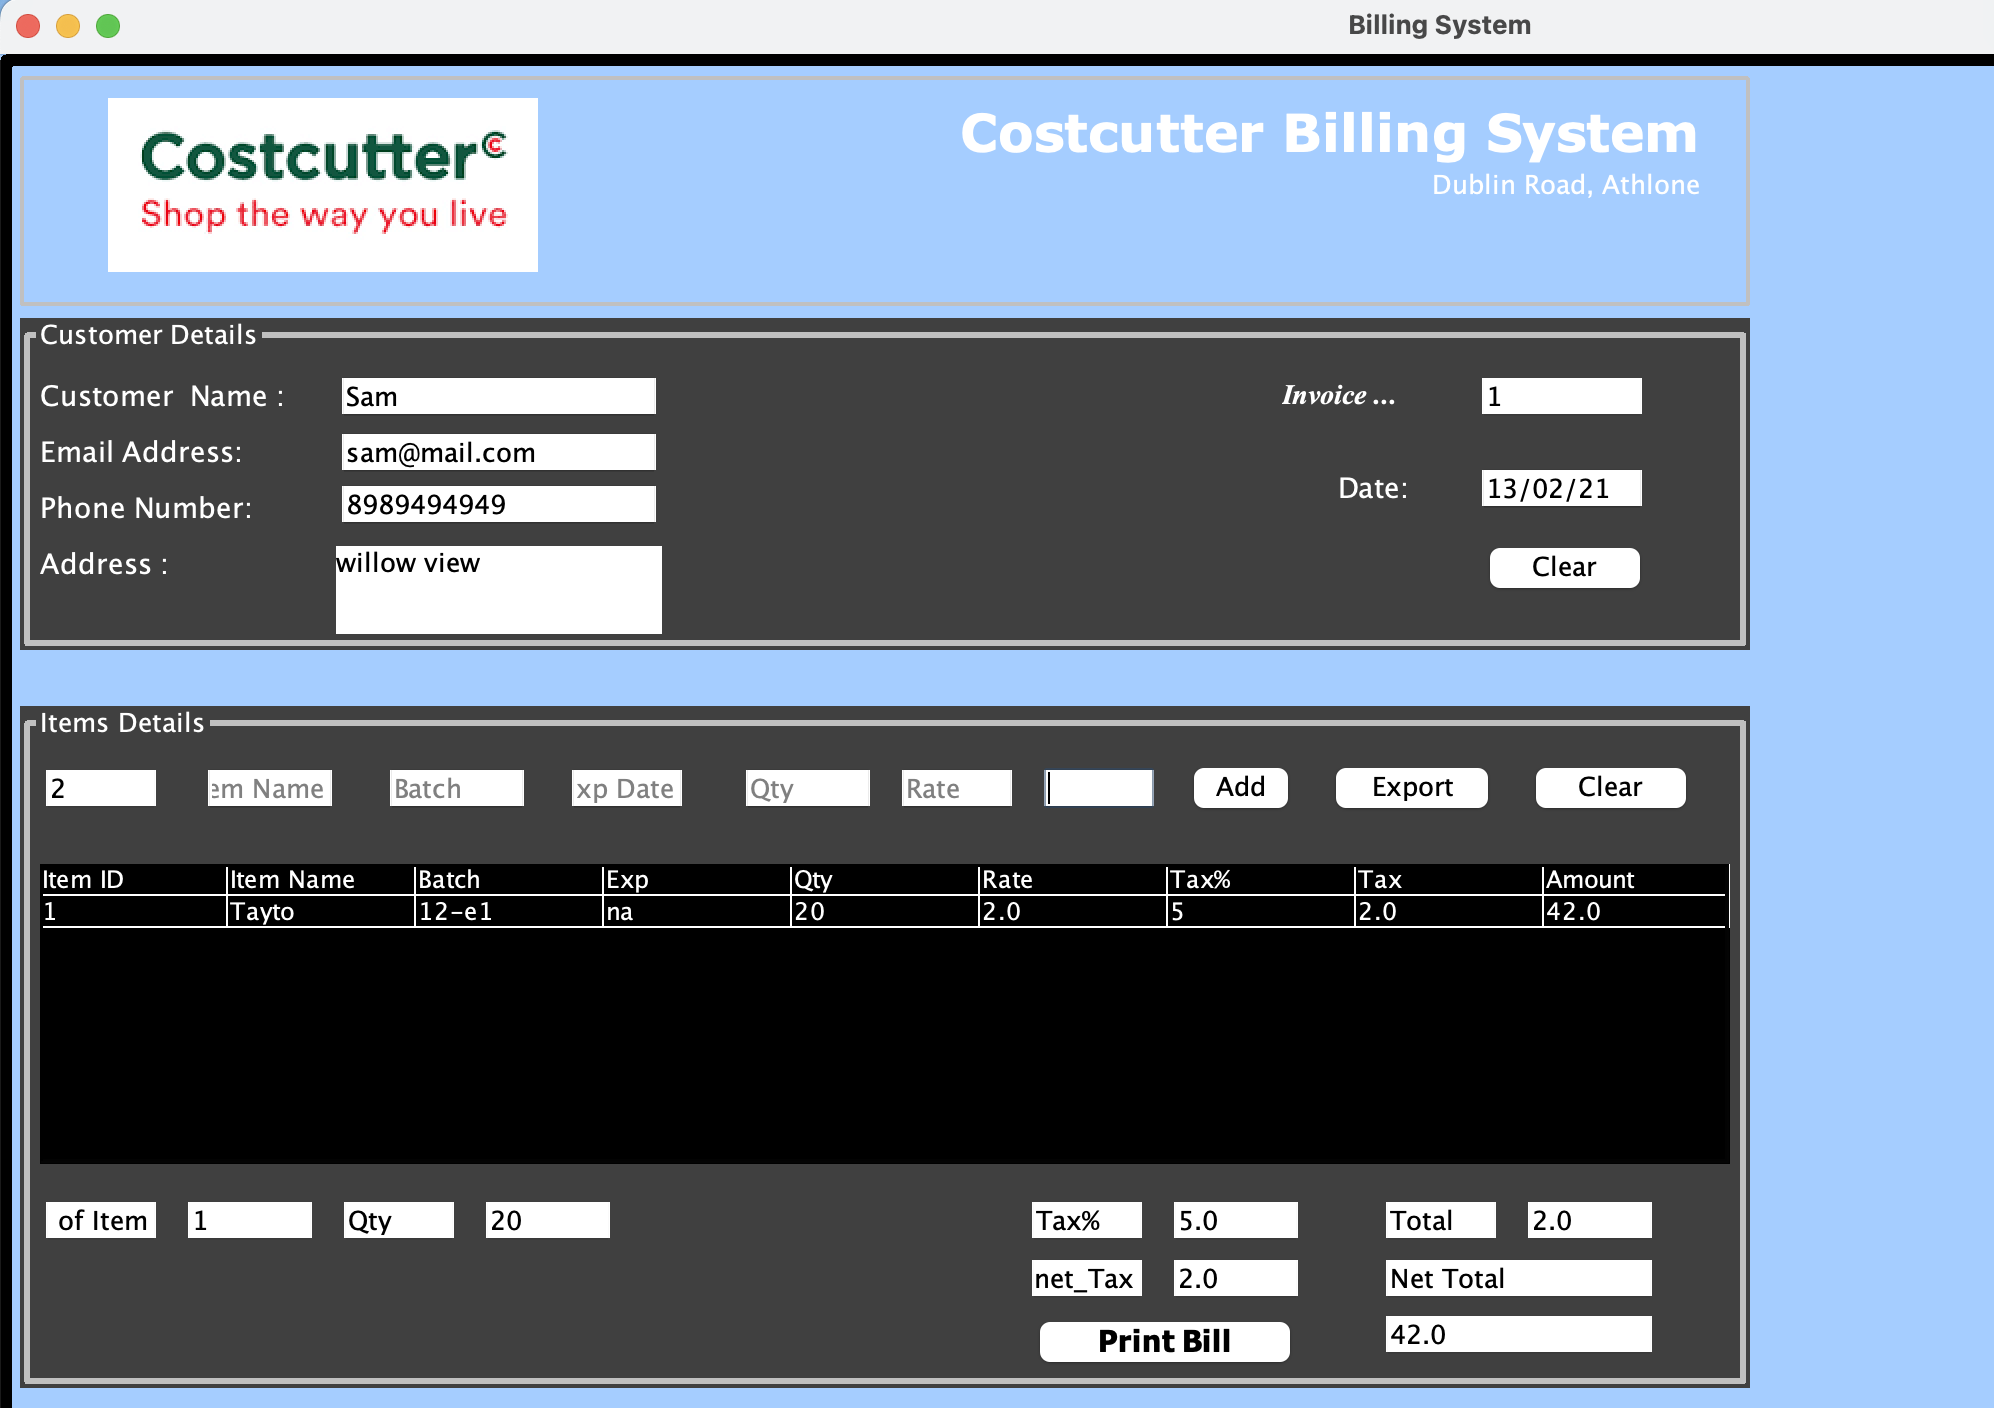 Billing System
Costcutter
Shop the way you live
Costcutter Billing System
Dublin Road, Athlone
Customer Details
Customer Name : Sam
Invoice ... 1
Email Address: sam@mail.com
Phone Number: 8989494949
Date: 13/02/21
Address : willow view
Clear
Items Details
2 em Name Batch xp Date Qty Rate Add Export Clear
Item ID Item Name Batch Exp Qty Rate Tax% Tax Amount
1 Tayto 12-e1 na 20 2.0 5 2.0 42.0
of Item 1 Qty 20 Tax% 5.0 Total 2.0
net_Tax 2.0 Net Total
Print Bill 42.0